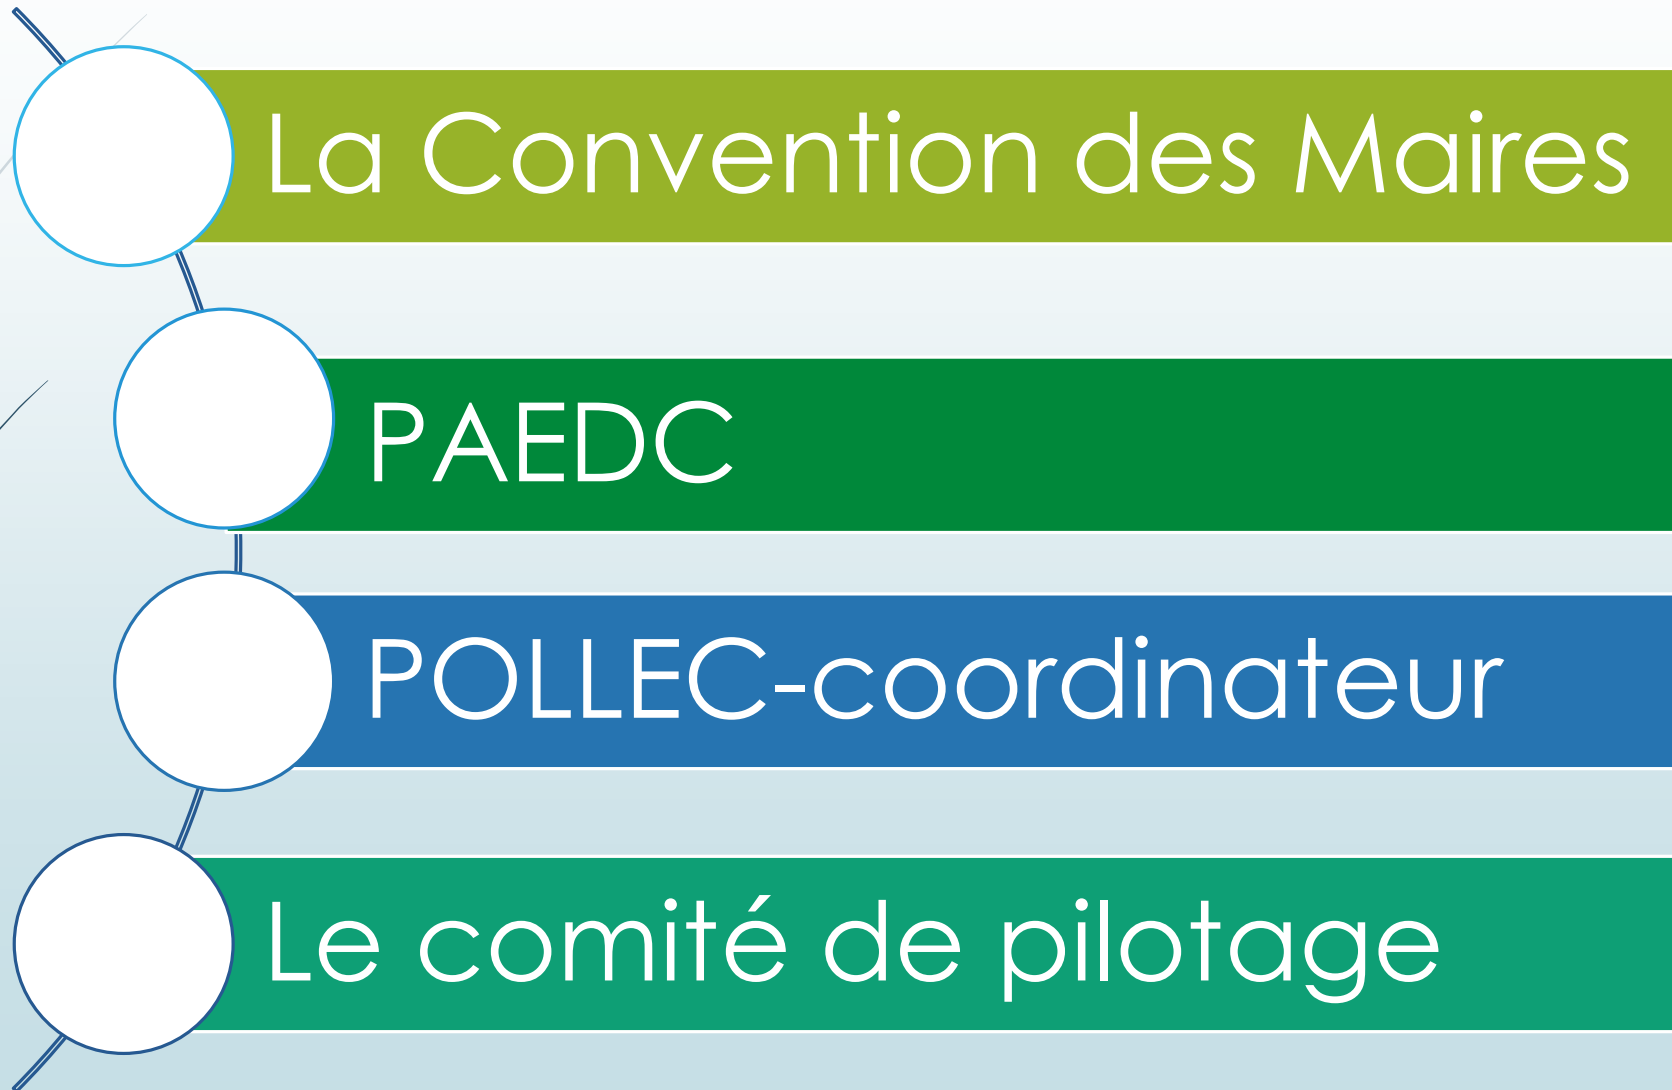 La Convention des Maires
PAEDC
POLLEC-coordinateur
Le comité de pilotage